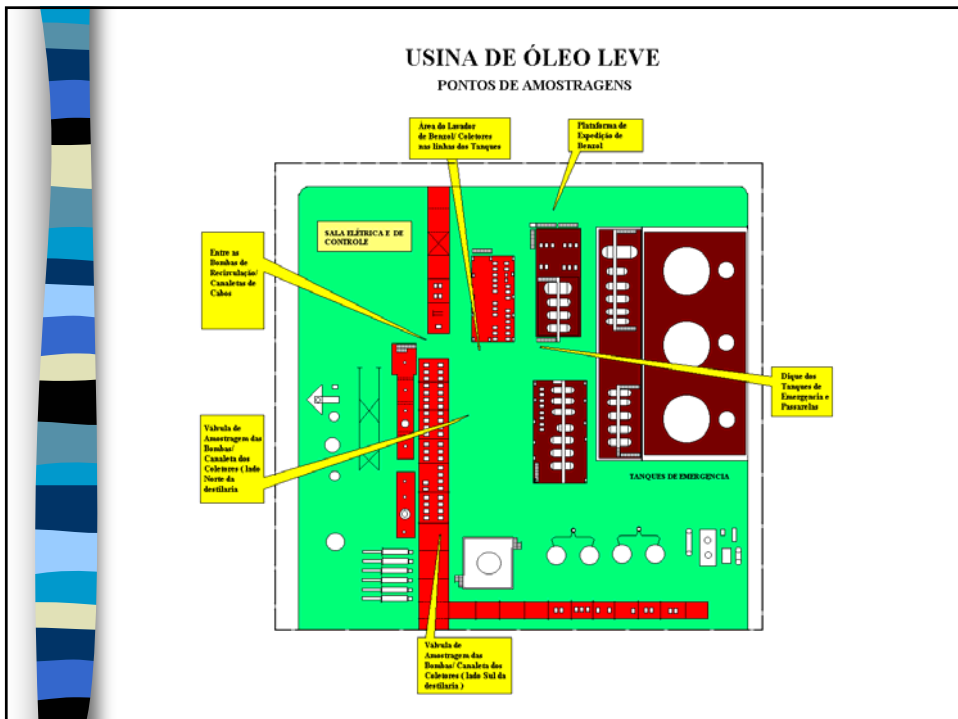 USINA DE ÓLEO LEVE
PONTOS DE AMOSTRAGENS
Área do Lavador
de Benzol/ Coletores
nas linhas dos Tanques
Plataforma de
Expedição de
Benzol
SALA ELÉTRICA E DE
CONTROLE
Entre as
Bombas de
Recirculação/
Canaletas de
Cabos
Dique dos
Tanques de
Emergencia e
Passarelas
Válvula de
Amostragem das
Bombas/
Canaleta dos
Coletores ( lado
Norte da
destilaria
TANQUES DE EMERGENCIA
Válvula de
Amostragem das
Bombas/ Canaleta dos
Coletores ( lado Sul da
destilaria )